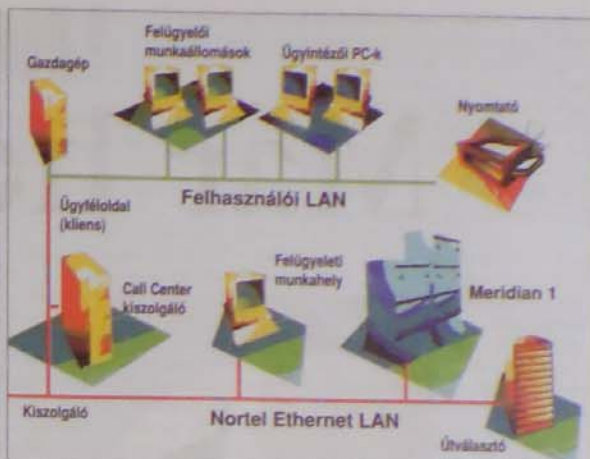 Felügyelői
munkaállomások
Ügyintézői PC-k
Gazdagép
Nyomtató
Felhasználói LAN
Ügyféloldal
(kliens)
Call Center
kiszolgáló
Felügyeleti
munkahely
Meridian 1
Kiszolgáló
Nortel Ethernet LAN
Útválasztó